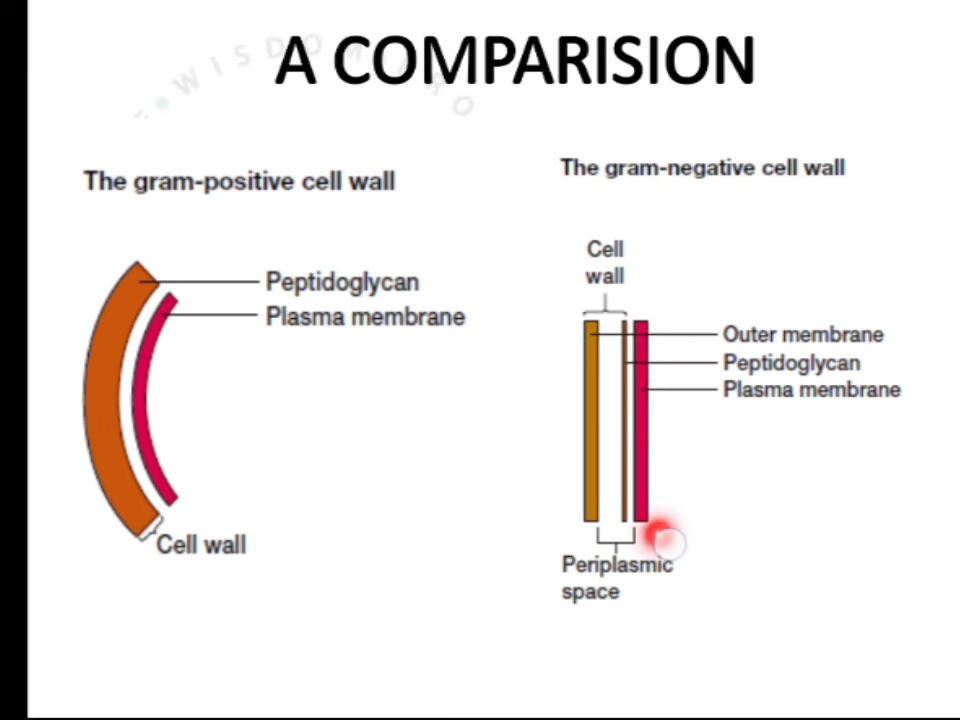 A COMPARISION
The gram-positive cell wall
Peptidoglycan
Plasma membrane
Cell wall
The gram-negative cell wall
Cell
wall
Outer membrane
Peptidoglycan
Plasma membrane
Periplasmic
space